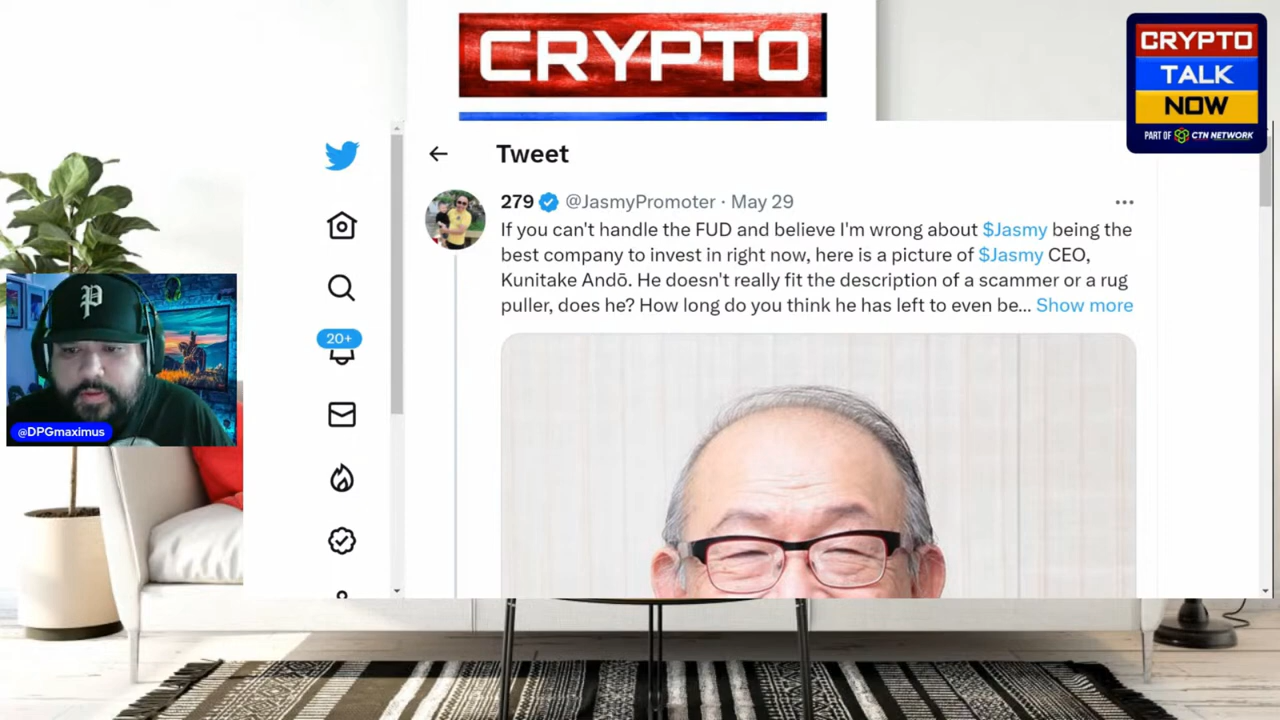 CRYPTO
CRYPTO
TALK
NOW
PART OF CTN NETWORK
Tweet
279 @JasmyPromoter · May 29
If you can't handle the FUD and believe I'm wrong about $Jasmy being the
best company to invest in right now, here is a picture of $Jasmy CEO,
Kunitake Andō. He doesn't really fit the description of a scammer or a rug
puller, does he? How long do you think he has left to even be... Show more
20+
P
@DPGmaximus